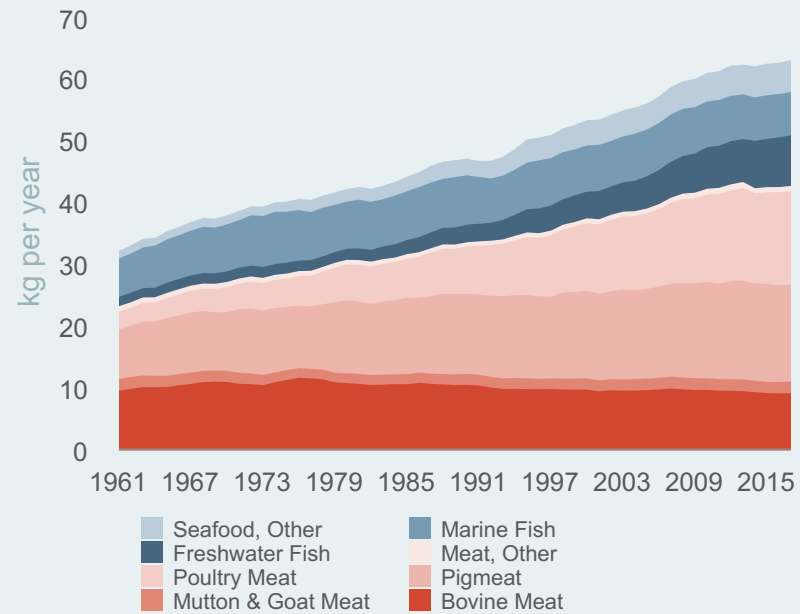 70
60
50
40
30
20
10
0
kg per year
1961 1967 1973 1979 1985 1991 1997 2003 2009 2015
Seafood, Other Marine Fish
Freshwater Fish Meat, Other
Poultry Meat Pigmeat
Mutton & Goat Meat Bovine Meat